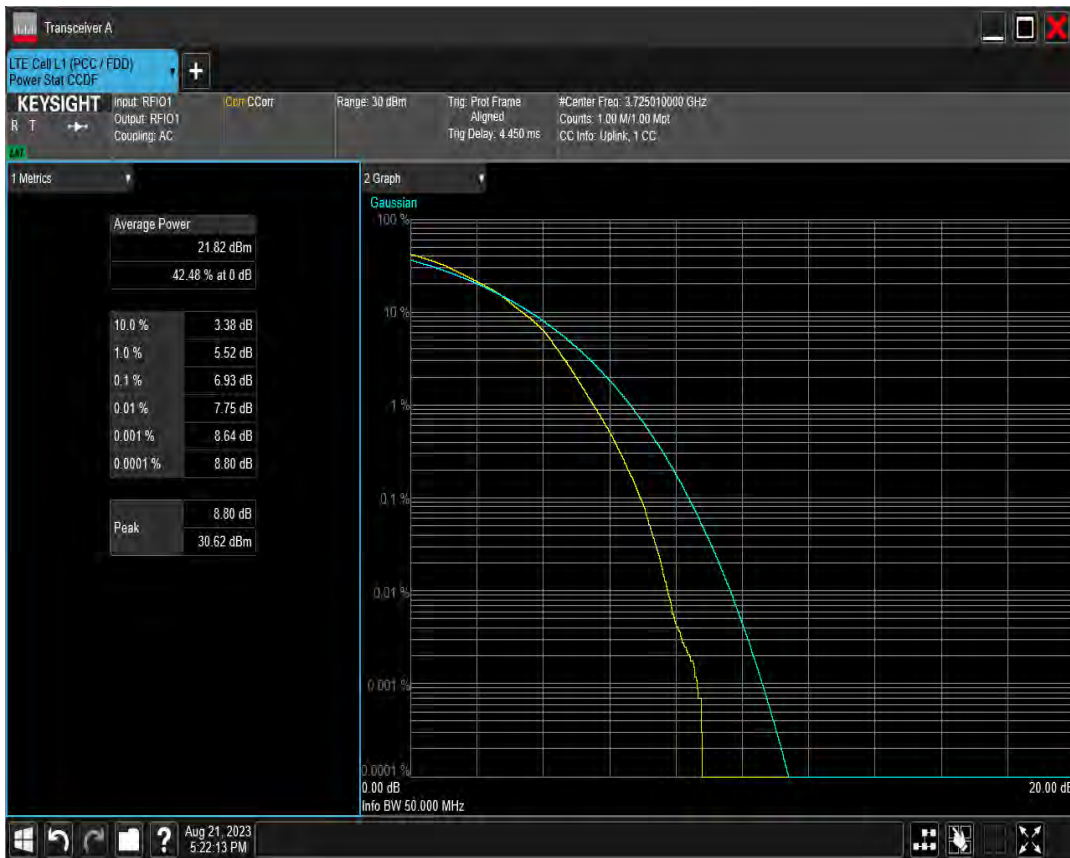 Transceiver A
LTE Cell L1 (PCC / FDD)
Power Stat CCDF
KEYSIGHT
R T
LXI
Input: RFIO1
Output: RFIO1
Coupling: AC
Corr CCorr
Range: 30 dBm
Trig: Prot Frame
Aligned
Trig Delay: 4.450 ms
#Center Freq: 3.725010000 GHz
Counts: 1.00 M/1.00 Mpt
CC Info: Uplink, 1 CC
1 Metrics
Average Power
21.82 dBm
42.48 % at 0 dB
10.0 % 3.38 dB
1.0 % 5.52 dB
0.1 % 6.93 dB
0.01 % 7.75 dB
0.001 % 8.64 dB
0.0001 % 8.80 dB
Peak 8.80 dB
30.62 dBm
2 Graph
Gaussian
100 %
10 %
1 %
0.1 %
0.01 %
0.001 %
0.0001 %
0.00 dB 20.00 dB
Info BW 50.000 MHz
?
Aug 21, 2023
5:22:13 PM